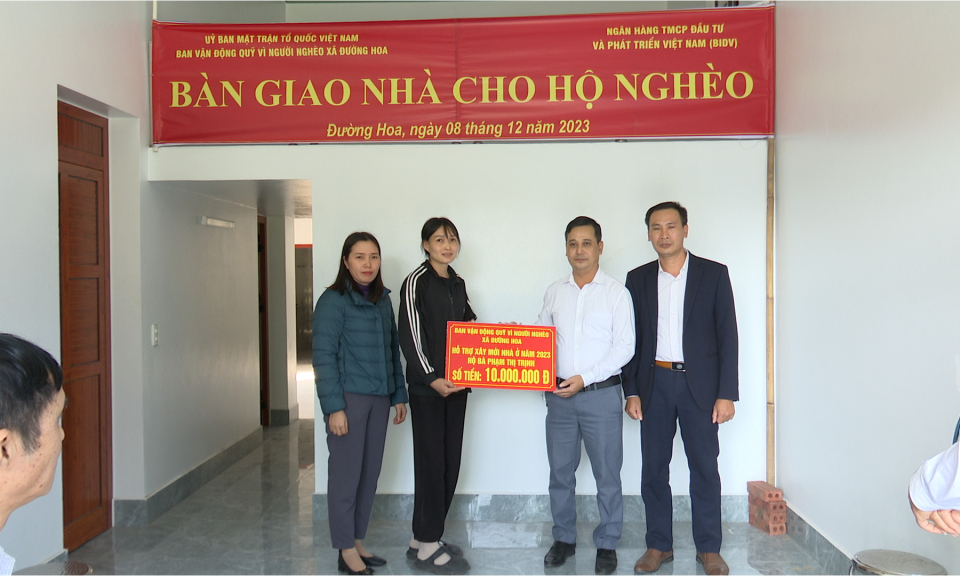 UỶ BAN MẶT TRẬN TỔ QUỐC VIỆT NAM
BAN VẬN ĐỘNG QUỸ VÌ NGƯỜI NGHÈO XÃ ĐƯỜNG HOA
NGÂN HÀNG TMCP ĐẦU TƯ
VÀ PHÁT TRIỂN VIỆT NAM (BIDV)
BÀN GIAO NHÀ CHO HỘ NGHÈO
Đường Hoa, ngày 08 tháng 12 năm 2023
BAN VẬN ĐỘNG QUỸ VÌ NGƯỜI NGHÈO
XÃ ĐƯỜNG HOA
HỖ TRỢ XÂY MỚI NHÀ Ở NĂM 2023
HỘ BÀ PHẠM THỊ TRỊNH
SỐ TIỀN: 10.000.000 Đ